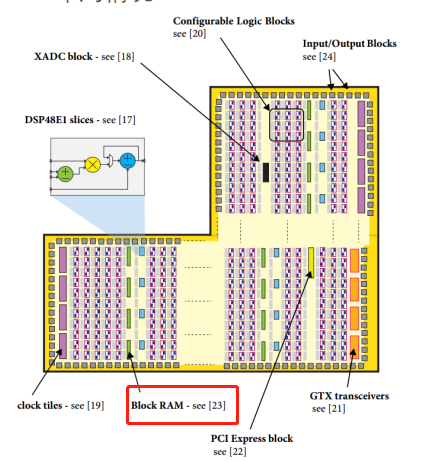 Configurable Logic Blocks
see [20]
XADC block - see [18]
Input/Output Blocks
see [24]
DSP48E1 slices - see [17]
clock tiles - see [19]
Block RAM - see [23]
GTX transceivers
see [21]
PCI Express block
see [22]